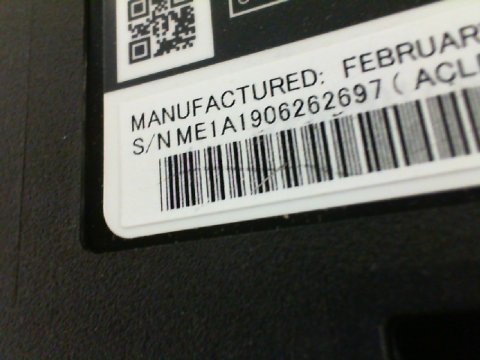 MANUFACTURED: FEBRUAR
S/N ME1A1906262697 ( ACL